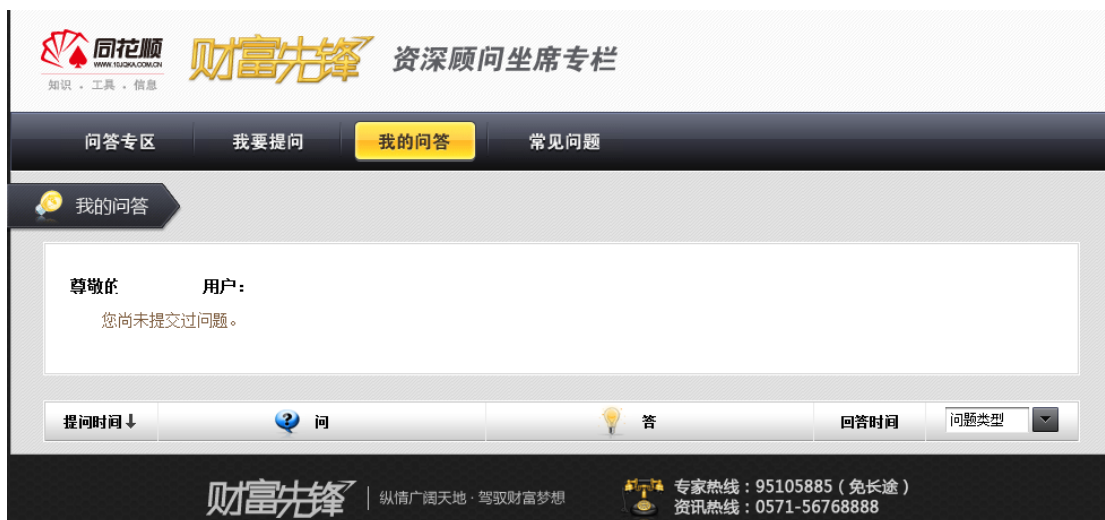 同花顺
WWW.10JQKA.COM.CN
知识 . 工具 . 信息
财富先锋 资深顾问坐席专栏
问答专区 我要提问 我的问答 常见问题
我的问答
尊敬的 用户：
您尚未提交过问题。
提问时间↓ 问 答 回答时间 问题类型
财富先锋 | 纵情广阔天地·驾驭财富梦想
专家热线：95105885（免长途）
资讯热线：0571-56768888